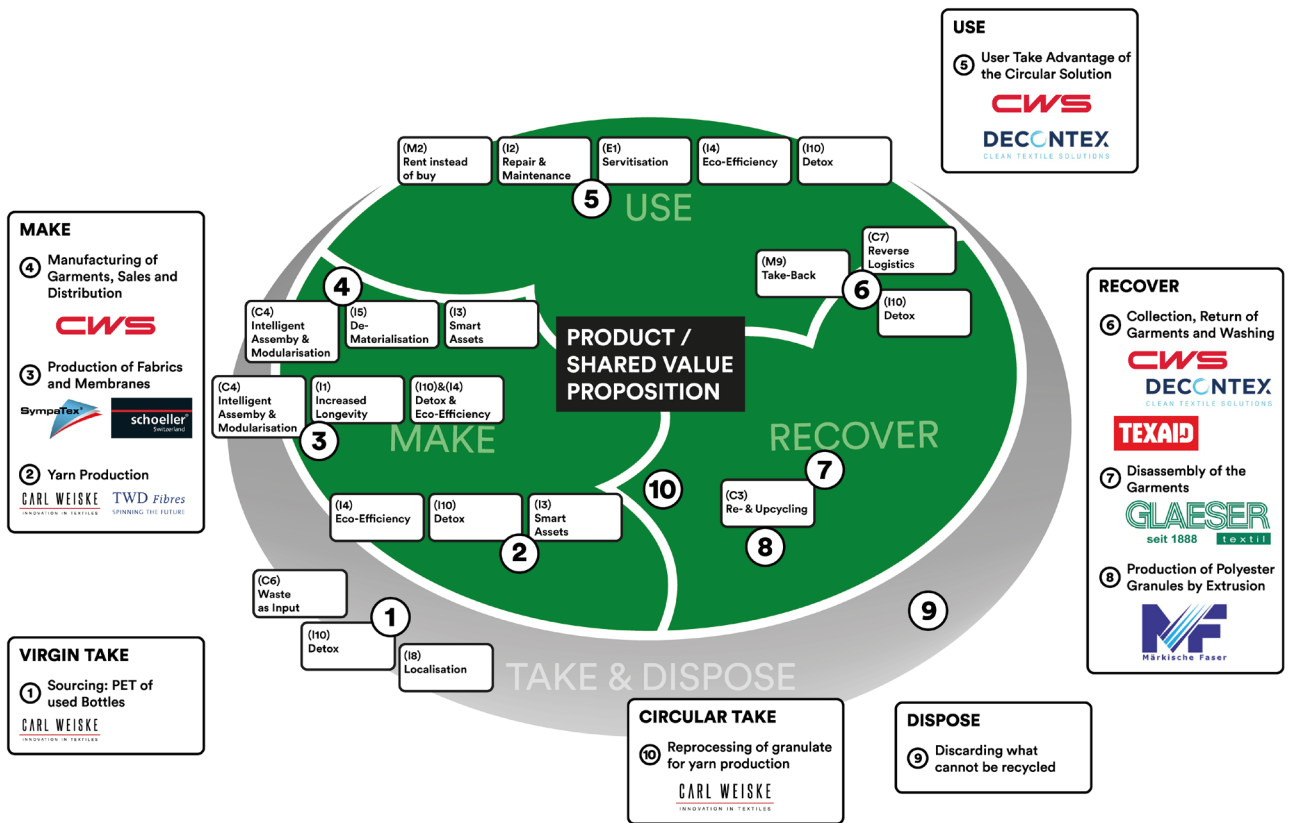 USE
5 User Take Advantage of
the Circular Solution
CWS
DECONTEX
CLEAN TEXTILE SOLUTIONS
(M2)
Rent instead
of buy
(I2)
Repair &
Maintenance
(E1)
Servitisation
(I4)
Eco-Efficiency
(I10)
Detox
5
USE
MAKE
4 Manufacturing of
Garments, Sales and
Distribution
CWS
3 Production of Fabrics
and Membranes
SympaTex®
schoeller®
Switzerland
2 Yarn Production
CARL WEISKE
INNOVATION IN TEXTILES
TWD Fibres
SPINNING THE FUTURE
(C7)
Reverse
Logistics
(M9)
Take-Back
6
(I10)
Detox
4
(C4)
Intelligent
Assemby &
Modularisation
(I5)
De-
Materialisation
(I3)
Smart
Assets
PRODUCT /
SHARED VALUE
PROPOSITION
(C4)
Intelligent
Assemby &
Modularisation
(I1)
Increased
Longevity
(I10)&(I4)
Detox &
Eco-Efficiency
3
MAKE
RECOVER
7
10
(C3)
Re- & Upcycling
8
(I4)
Eco-Efficiency
(I10)
Detox
(I3)
Smart
Assets
2
(C6)
Waste
as Input
1
(I10)
Detox
(I8)
Localisation
9
TAKE & DISPOSE
RECOVER
6 Collection, Return of
Garments and Washing
CWS
DECONTEX
CLEAN TEXTILE SOLUTIONS
TEXAID
7 Disassembly of the
Garments
GLAESER
seit 1888 textil
8 Production of Polyester
Granules by Extrusion
MF
Märkische Faser
VIRGIN TAKE
1 Sourcing: PET of
used Bottles
CARL WEISKE
INNOVATION IN TEXTILES
CIRCULAR TAKE
10 Reprocessing of granulate
for yarn production
CARL WEISKE
INNOVATION IN TEXTILES
DISPOSE
9 Discarding what
cannot be recycled